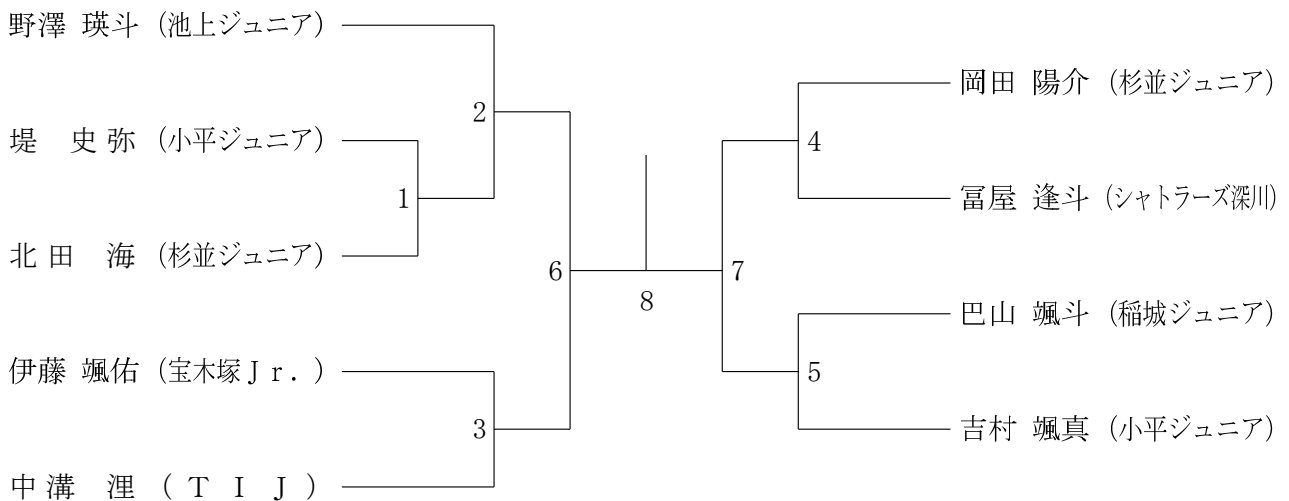 野澤 瑛斗 (池上ジュニア)
堤 史弥 (小平ジュニア)
北田 海 (杉並ジュニア)
伊藤 颯佑 (宝木塚Jr.)
中溝 浬 (TIJ)
2
1
3
6
8
7
4
5
岡田 陽介 (杉並ジュニア)
冨屋 逢斗 (シャトラーズ深川)
巴山 颯斗 (稲城ジュニア)
吉村 颯真 (小平ジュニア)